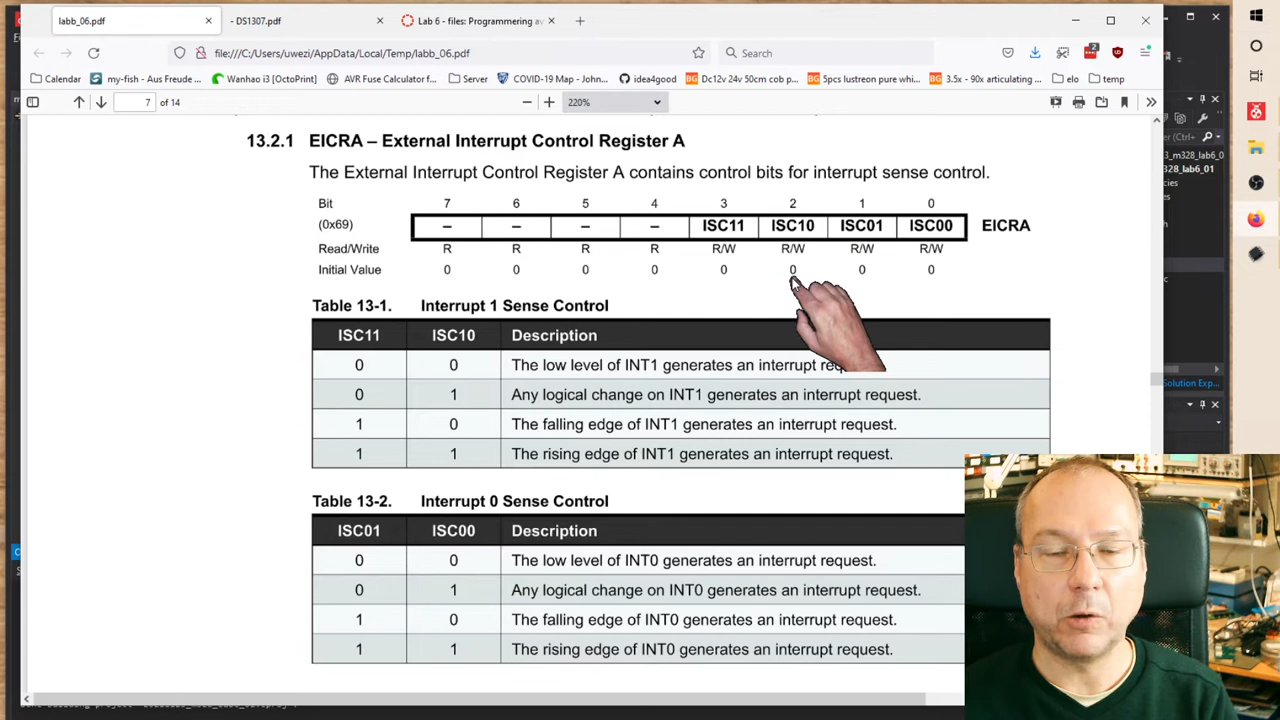 labb_06.pdf
- DS1307.pdf
Lab 6 - files: Programmering av
file:///C:/Users/uwezi/AppData/Local/Temp/labb_06.pdf
Search
2
Calendar
my-fish - Aus Freude ...
Wanhao i3 [OctoPrint]
AVR Fuse Calculator f...
Server
COVID-19 Map - John...
idea4good
BG Dc12v 24v 50cm cob p...
BG 5pcs lustreon pure whi...
BG 3.5x - 90x articulating ...
elo
temp
7 of 14
220%
13.2.1 EICRA – External Interrupt Control Register A
The External Interrupt Control Register A contains control bits for interrupt sense control.
Bit 7 6 5 4 3 2 1 0
(0x69) – – – – ISC11 ISC10 ISC01 ISC00 EICRA
Read/Write R R R R R/W R/W R/W R/W
Initial Value 0 0 0 0 0 0 0 0
Table 13-1. Interrupt 1 Sense Control
ISC11 ISC10 Description
0 0 The low level of INT1 generates an interrupt
0 1 Any logical change on INT1 generates an interrupt request.
1 0 The falling edge of INT1 generates an interrupt request.
1 1 The rising edge of INT1 generates an interrupt request.
Table 13-2. Interrupt 0 Sense Control
ISC01 ISC00 Description
0 0 The low level of INT0 generates an interrupt request.
0 1 Any logical change on INT0 generates an interrupt request.
1 0 The falling edge of INT0 generates an interrupt request.
1 1 The rising edge of INT0 generates an interrupt request.
(Ctrl+)
3_m328_lab6_0
28_lab6_01
cies
Solution Exp...